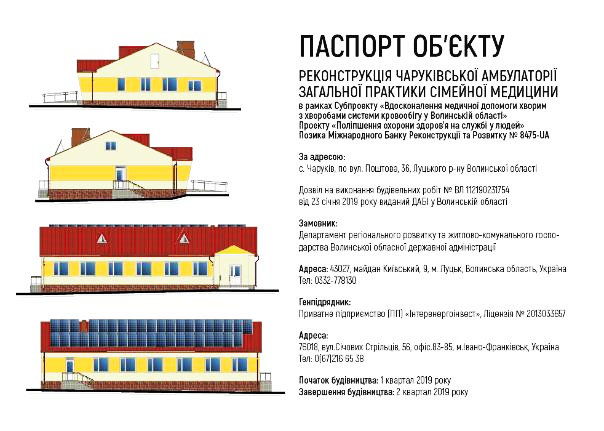 ПАСПОРТ ОБ'ЄКТУ
РЕКОНСТРУКЦІЯ ЧАРУКІВСЬКОЇ АМБУЛАТОРІЇ
ЗАГАЛЬНОЇ ПРАКТИКИ СІМЕЙНОЇ МЕДИЦИНИ
в рамках Субпроекту «Вдосконалення медичної допомоги хворим
з хворобами системи кровообігу у Волинській області»
Проекту «Поліпшення охорони здоров'я на службі у людей»
Позика Міжнародного Банку Реконструкції та Розвитку № 8475-UA
За адресою:
с. Чаруків, по вул. Поштова, 36, Луцького р-ну Волинської області
Дозвіл на виконання будівельних робіт № ВЛ 112190231754
від 23 січня 2019 року виданий ДАБІ у Волинській області
Замовник:
Департамент регіонального розвитку та житлово-комунального госпо-
дарства Волинської обласної державної адміністрації
Адреса: 43027, майдан Київський, 9, м. Луцьк, Волинська область, Україна
Тел: 0332-778130
Генпідрядник:
Приватне підприємство (ПП) «Інтеренергоінвест», Ліцензія № 2013033657
Адреса:
76018, вул.Січових Стрільців, 56, офіс.83-85, м.Івано-Франківськ, Україна
Тел: 0(67)216 65 38
Початок будівництва: 1 квартал 2019 року
Завершення будівництва: 2 квартал 2019 року